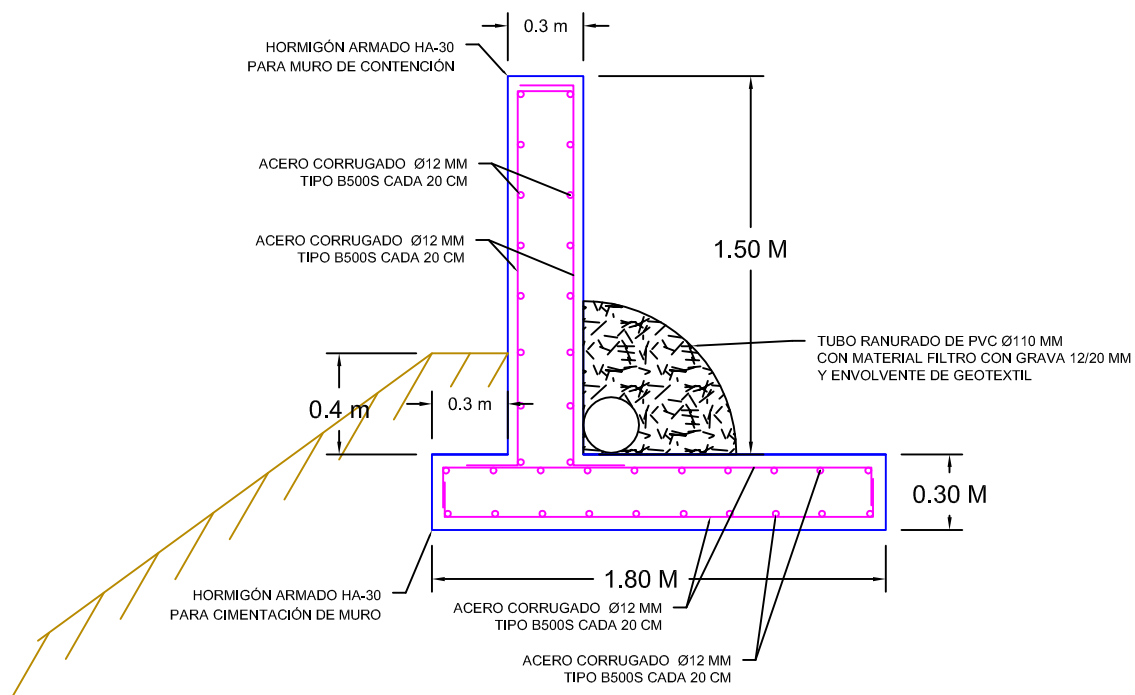 0.3 m
HORMIGÓN ARMADO HA-30
PARA MURO DE CONTENCIÓN
ACERO CORRUGADO Ø12 MM
TIPO B500S CADA 20 CM
ACERO CORRUGADO Ø12 MM
TIPO B500S CADA 20 CM
1.50 M
TUBO RANURADO DE PVC Ø110 MM
CON MATERIAL FILTRO CON GRAVA 12/20 MM
Y ENVOLVENTE DE GEOTEXTIL
0.3 m
0.4 m
0.30 M
1.80 M
HORMIGÓN ARMADO HA-30
PARA CIMENTACIÓN DE MURO
ACERO CORRUGADO Ø12 MM
TIPO B500S CADA 20 CM
ACERO CORRUGADO Ø12 MM
TIPO B500S CADA 20 CM